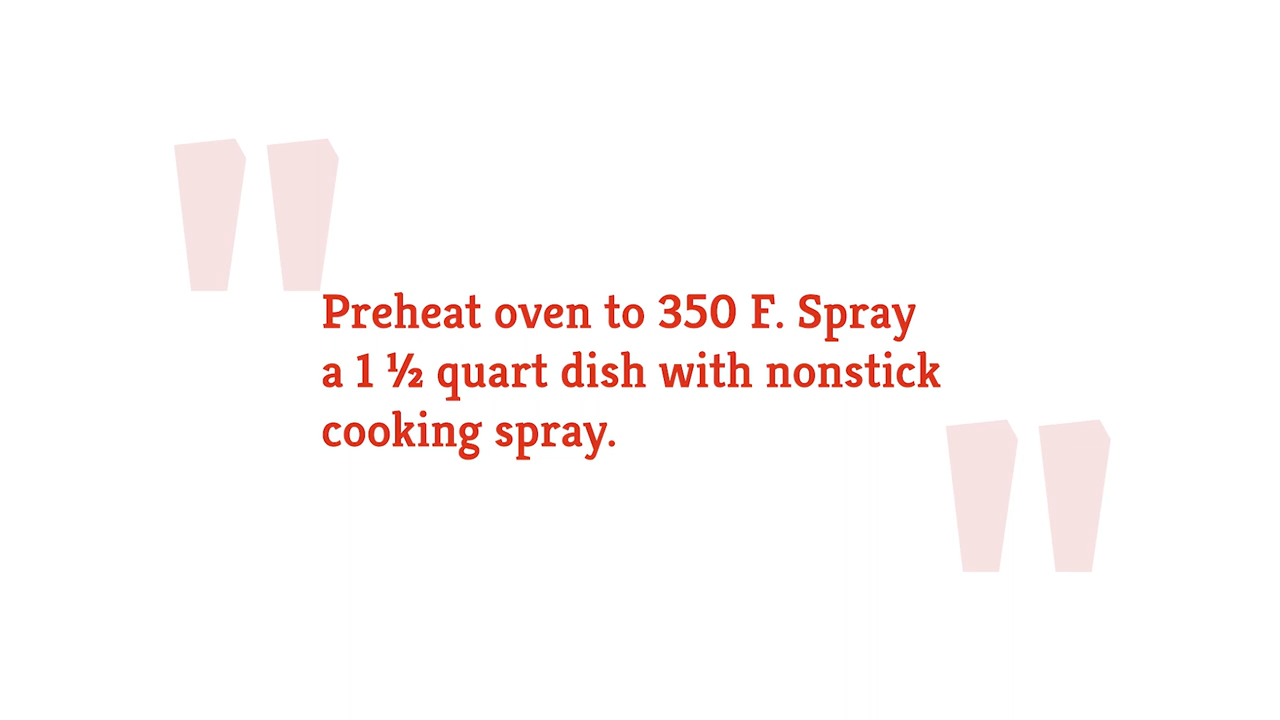 "
Preheat oven to 350 F. Spray
a 1 ½ quart dish with nonstick
cooking spray.
"